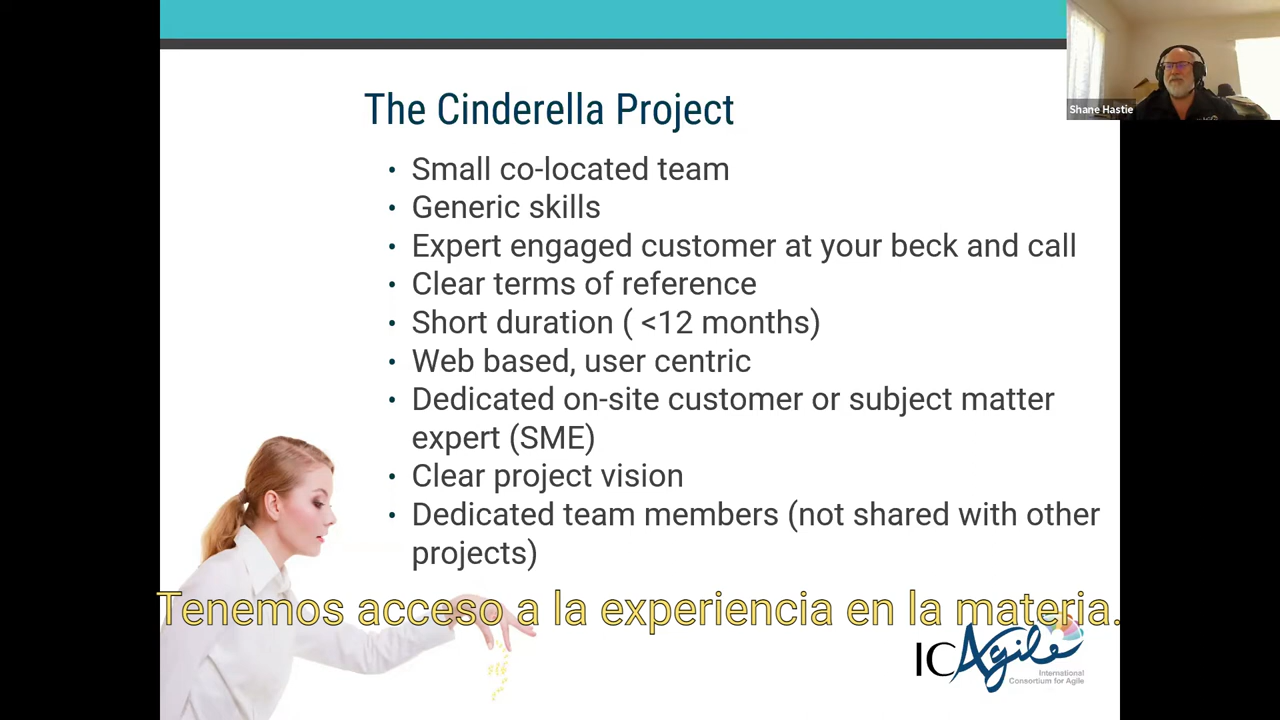 Shane Hastie
The Cinderella Project
• Small co-located team
• Generic skills
• Expert engaged customer at your beck and call
• Clear terms of reference
• Short duration ( <12 months)
• Web based, user centric
• Dedicated on-site customer or subject matter
expert (SME)
• Clear project vision
• Dedicated team members (not shared with other
projects)
Tenemos acceso a la experiencia en la materia.
ICAgile
International
Consortium for Agile